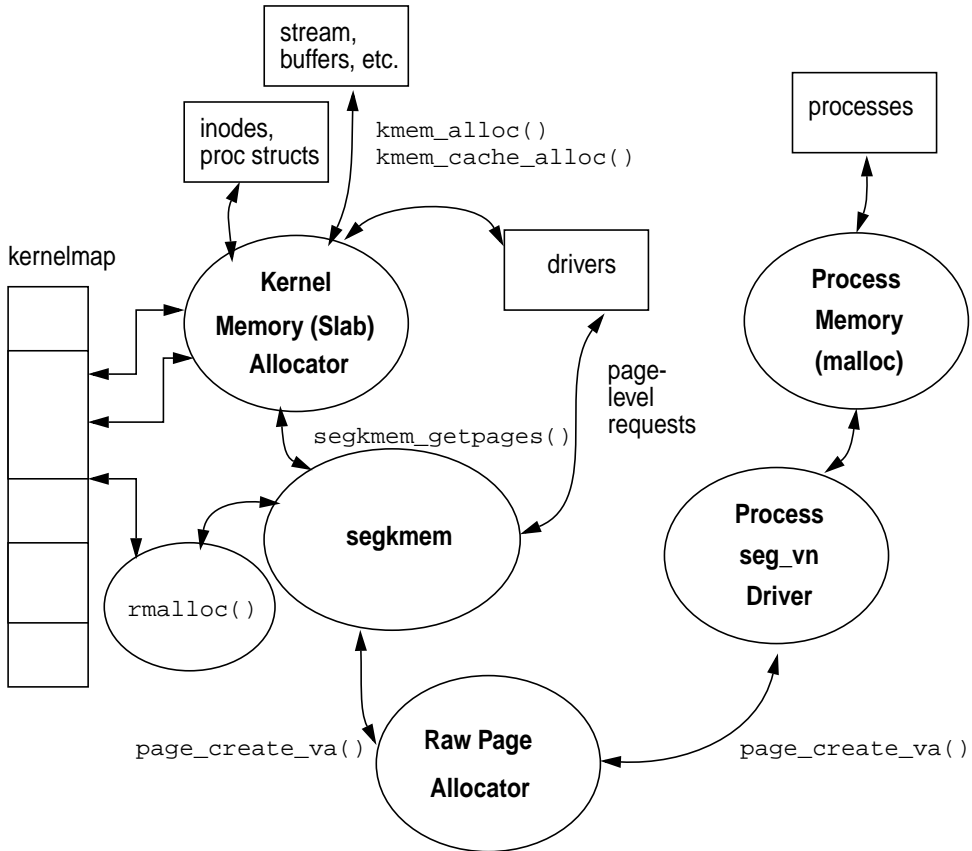 stream,
buffers, etc.
inodes,
proc structs
kmem_alloc()
kmem_cache_alloc()
processes
kernelmap
drivers
Kernel
Memory (Slab)
Allocator
Process
Memory
(malloc)
page-
level
requests
segkmem_getpages()
segkmem
Process
seg_vn
Driver
rmalloc()
page_create_va()
Raw Page
Allocator
page_create_va()